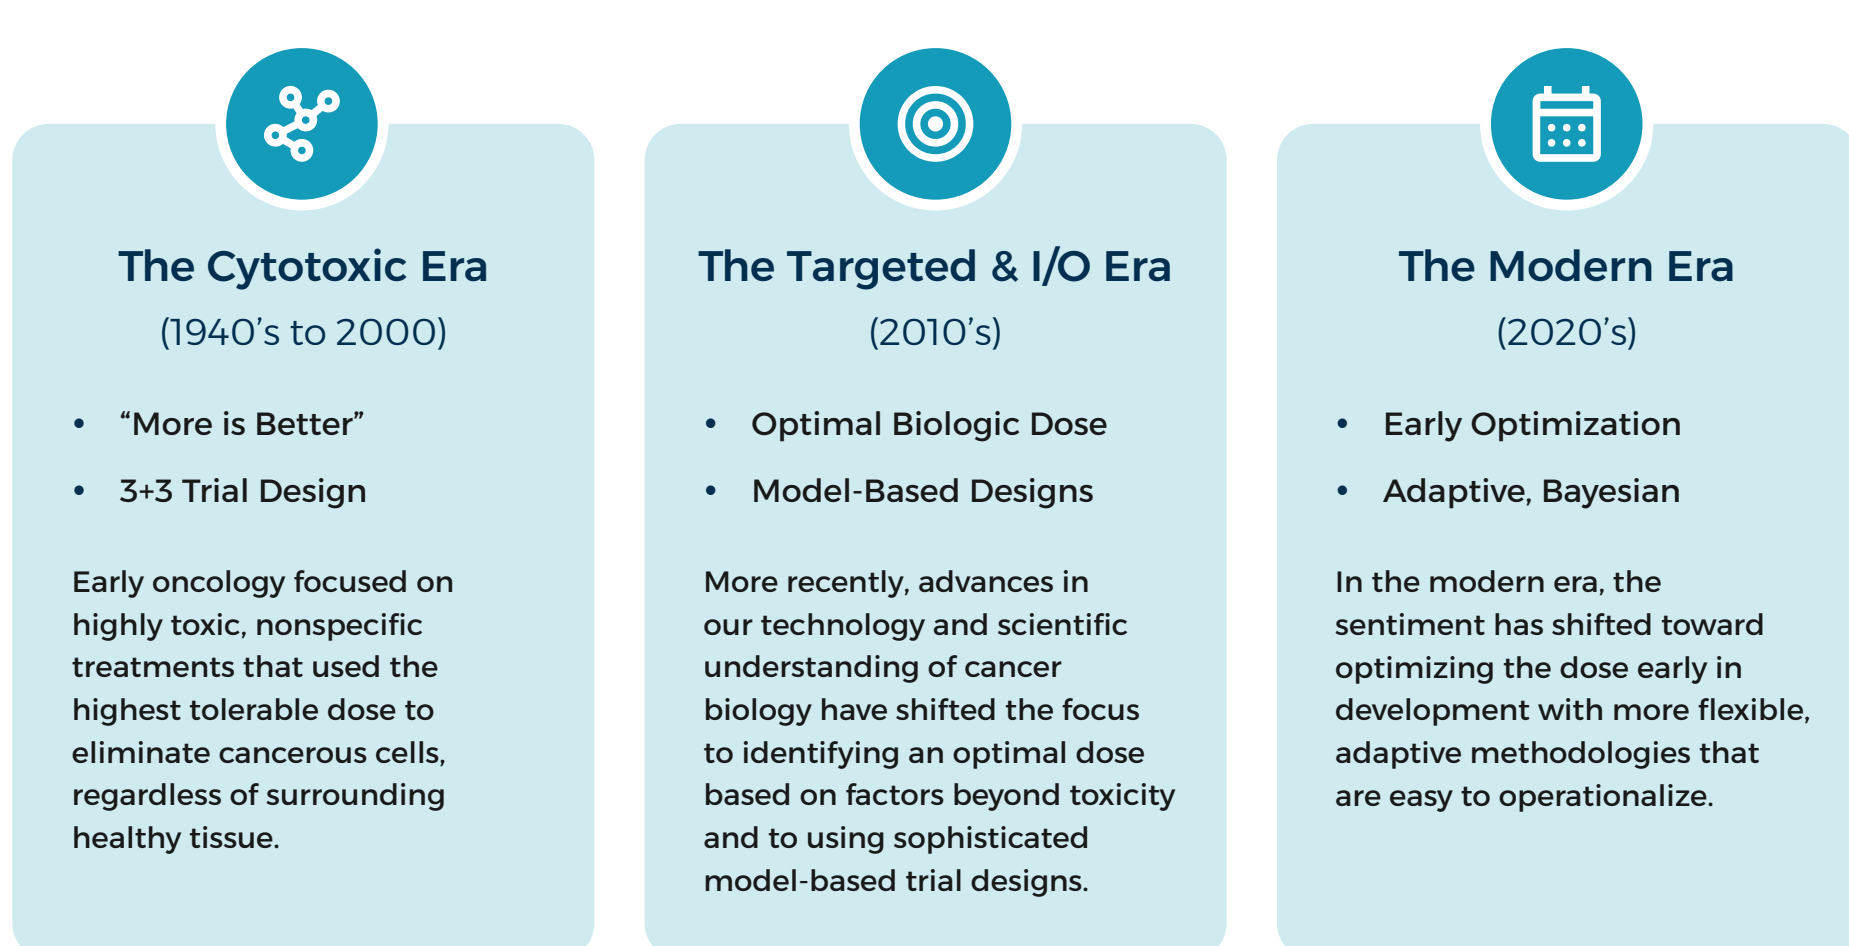 The Cytotoxic Era
(1940’s to 2000)
• “More is Better”
• 3+3 Trial Design
Early oncology focused on
highly toxic, nonspecific
treatments that used the
highest tolerable dose to
eliminate cancerous cells,
regardless of surrounding
healthy tissue.
The Targeted & I/O Era
(2010’s)
• Optimal Biologic Dose
• Model-Based Designs
More recently, advances in
our technology and scientific
understanding of cancer
biology have shifted the focus
to identifying an optimal dose
based on factors beyond toxicity
and to using sophisticated
model-based trial designs.
The Modern Era
(2020’s)
• Early Optimization
• Adaptive, Bayesian
In the modern era, the
sentiment has shifted toward
optimizing the dose early in
development with more flexible,
adaptive methodologies that
are easy to operationalize.